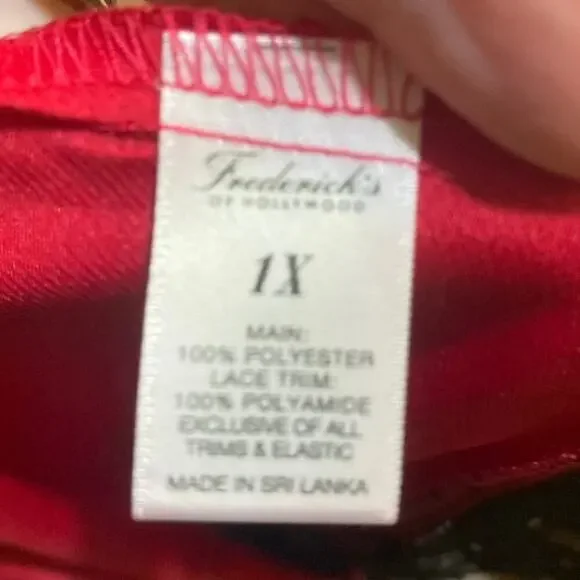 Frederick's
OF HOLLYWOOD
1X
MAIN:
100% POLYESTER
LACE TRIM:
100% POLYAMIDE
EXCLUSIVE OF ALL
TRIMS & ELASTIC
MADE IN SRI LANKA